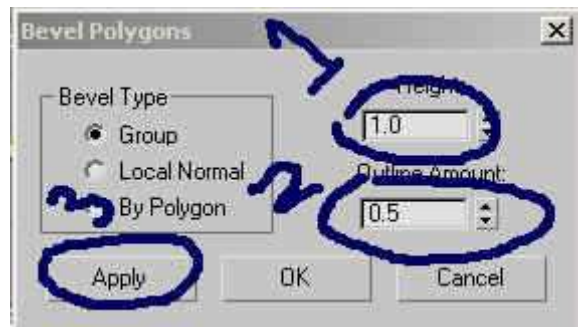 Bevel Polygons
1
Height:
Bevel Type
Group
1.0
Local Normal
2
Outline Amount:
3
By Polygon
0.5
Apply
OK
Cancel